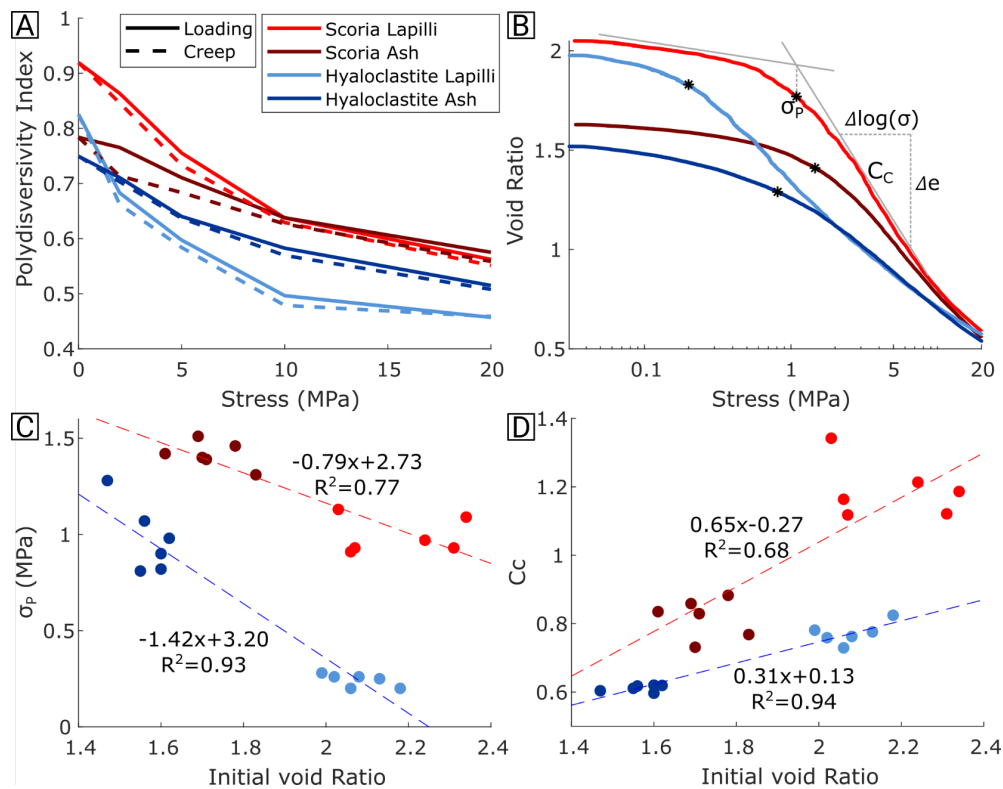 A
Polydisversivity Index
1
0.9
0.8
0.7
0.6
0.5
0.4
0
5
10
15
20
Stress (MPa)
Loading
Creep
Scoria Lapilli
Scoria Ash
Hyaloclastite Lapilli
Hyaloclastite Ash
B
Void Ratio
2
1.5
1
0.5
0.1
1
5
20
Stress (MPa)
σP
Δlog(σ)
CC
Δe
C
σP (MPa)
1.5
1
0.5
0
1.4
1.6
1.8
2
2.2
2.4
Initial void Ratio
-0.79x+2.73
R²=0.77
-1.42x+3.20
R²=0.93
D
Cc
1.4
1.2
1
0.8
0.6
1.4
1.6
1.8
2
2.2
2.4
Initial void Ratio
0.65x-0.27
R²=0.68
0.31x+0.13
R²=0.94